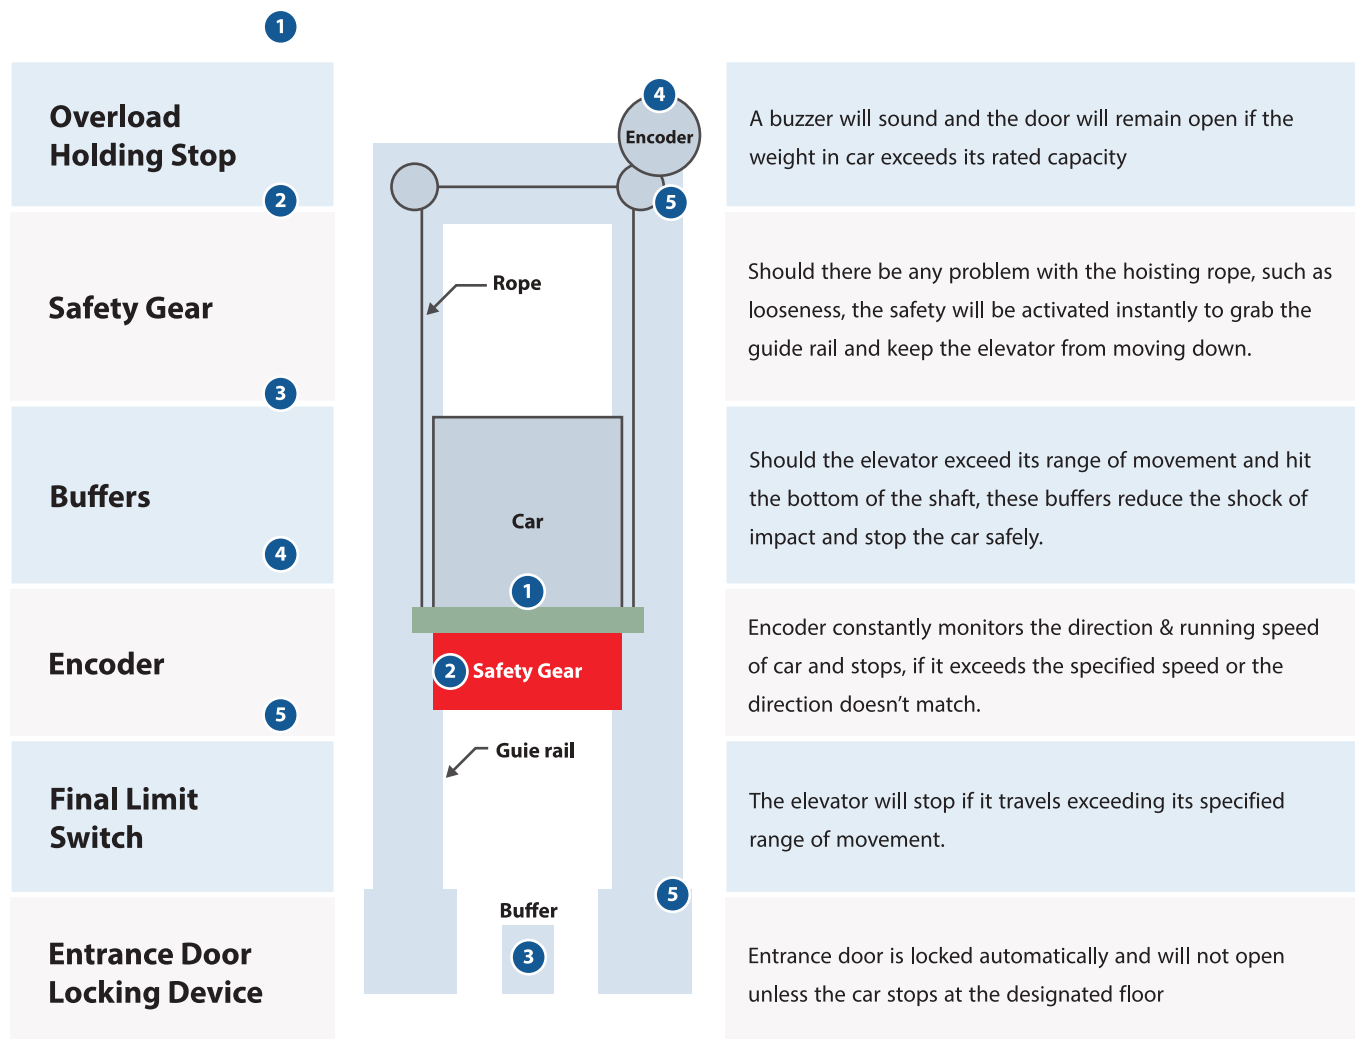 1
Overload
Holding Stop
A buzzer will sound and the door will remain open if the
weight in car exceeds its rated capacity
2
Safety Gear
Should there be any problem with the hoisting rope, such as
looseness, the safety will be activated instantly to grab the
guide rail and keep the elevator from moving down.
3
Buffers
Should the elevator exceed its range of movement and hit
the bottom of the shaft, these buffers reduce the shock of
impact and stop the car safely.
4
Encoder
Encoder constantly monitors the direction & running speed
of car and stops, if it exceeds the specified speed or the
direction doesn’t match.
5
Final Limit
Switch
The elevator will stop if it travels exceeding its specified
range of movement.
Entrance Door
Locking Device
Entrance door is locked automatically and will not open
unless the car stops at the designated floor
4
Encoder
5
Rope
Car
1
2 Safety Gear
Guie rail
5
Buffer
3